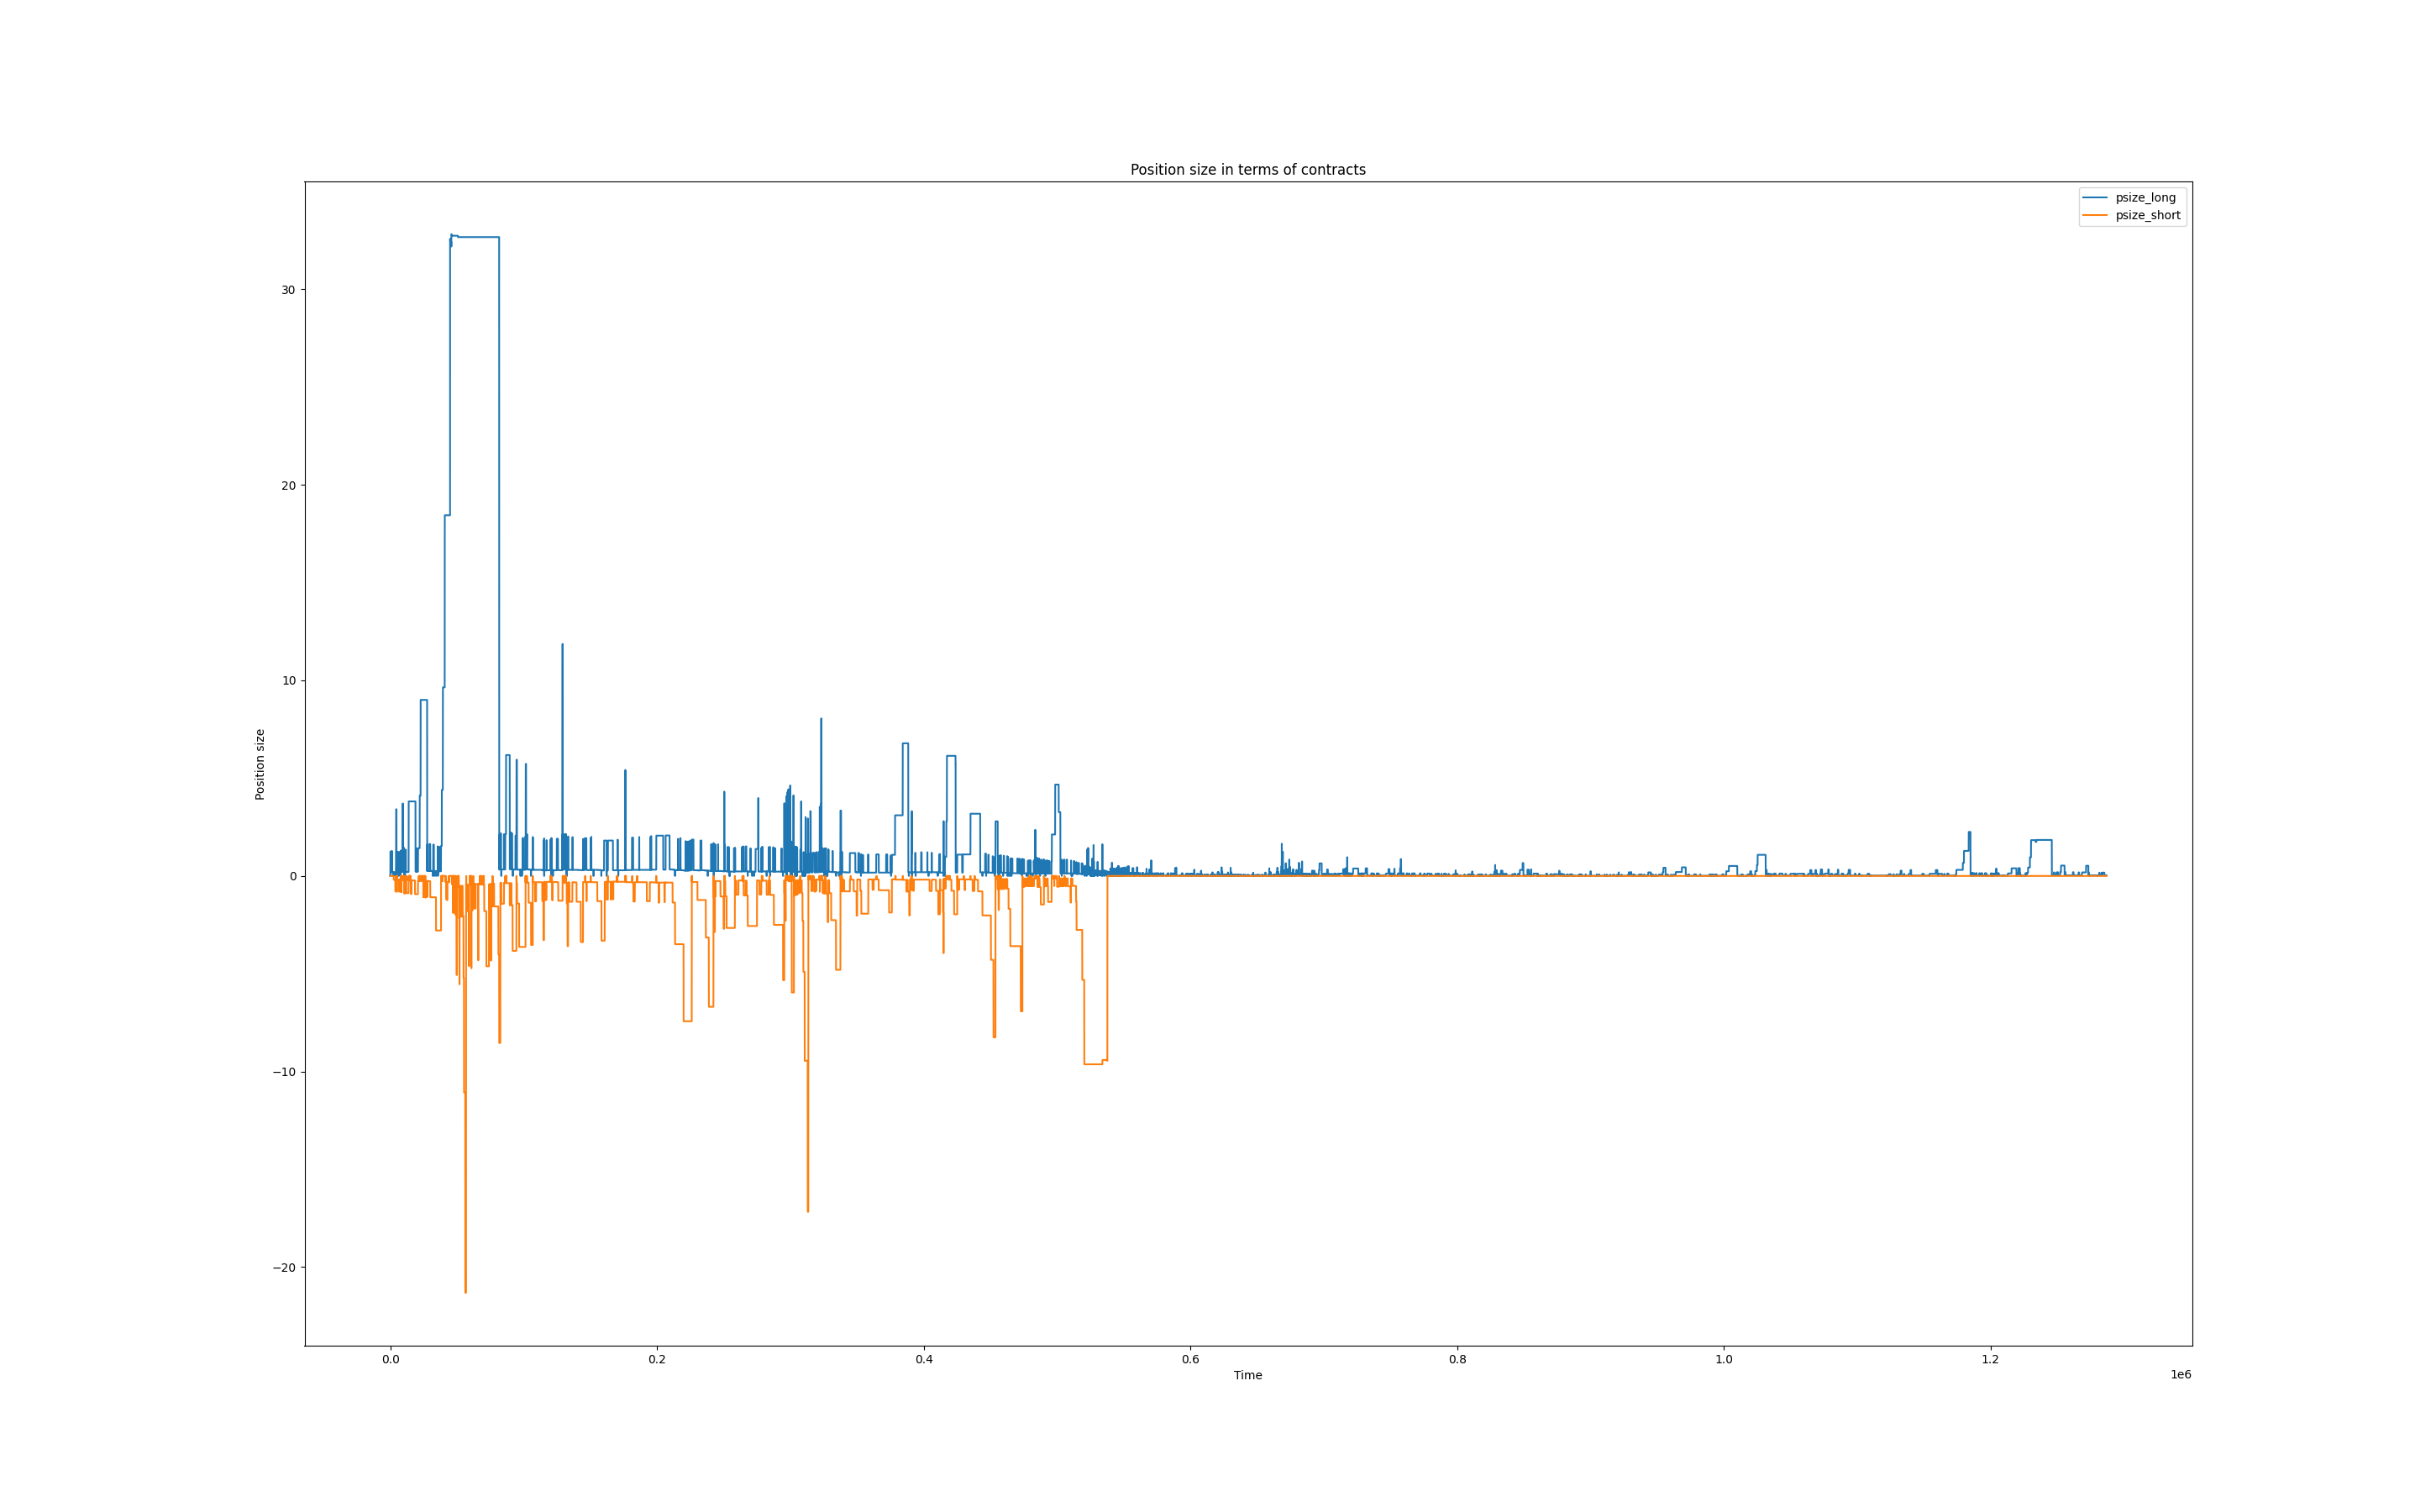 Position size in terms of contracts
psize_long
psize_short
30
20
10
0
−10
−20
Position size
0.0 0.2 0.4 0.6 0.8 1.0 1.2
Time
1e6